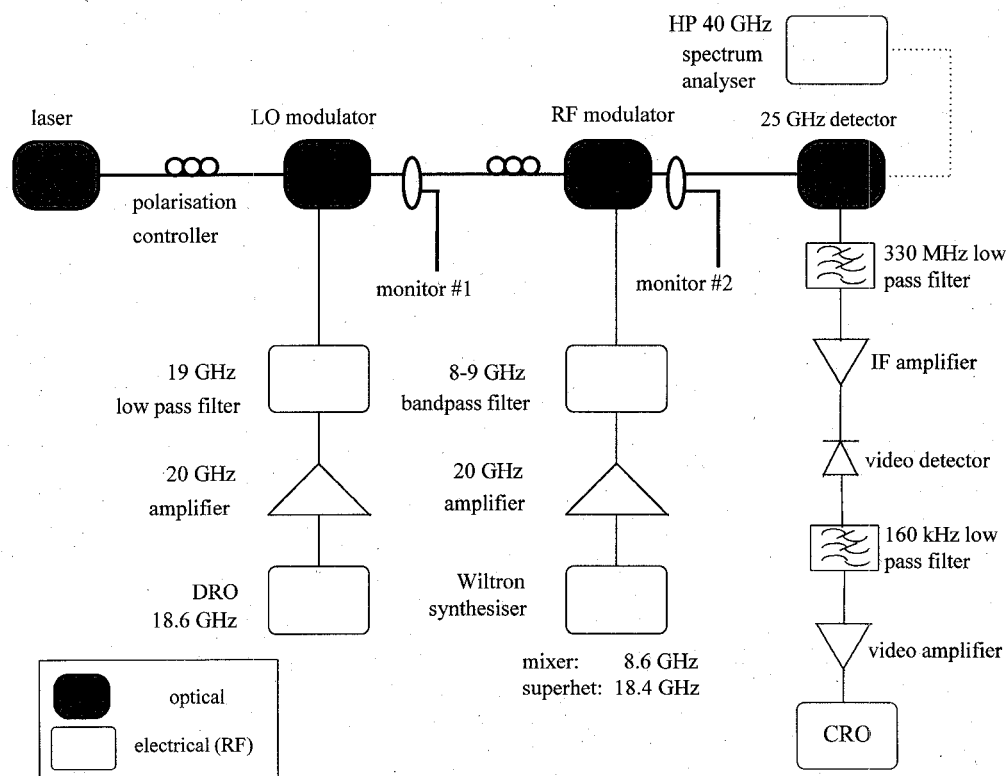 HP 40 GHz
spectrum
analyser
laser
LO modulator
RF modulator
25 GHz detector
polarisation
controller
monitor #1
monitor #2
330 MHz low
pass filter
19 GHz
low pass filter
8-9 GHz
bandpass filter
IF amplifier
20 GHz
amplifier
20 GHz
amplifier
video detector
160 kHz low
pass filter
DRO
18.6 GHz
Wiltron
synthesiser
mixer: 8.6 GHz
superhet: 18.4 GHz
video amplifier
optical
electrical (RF)
CRO